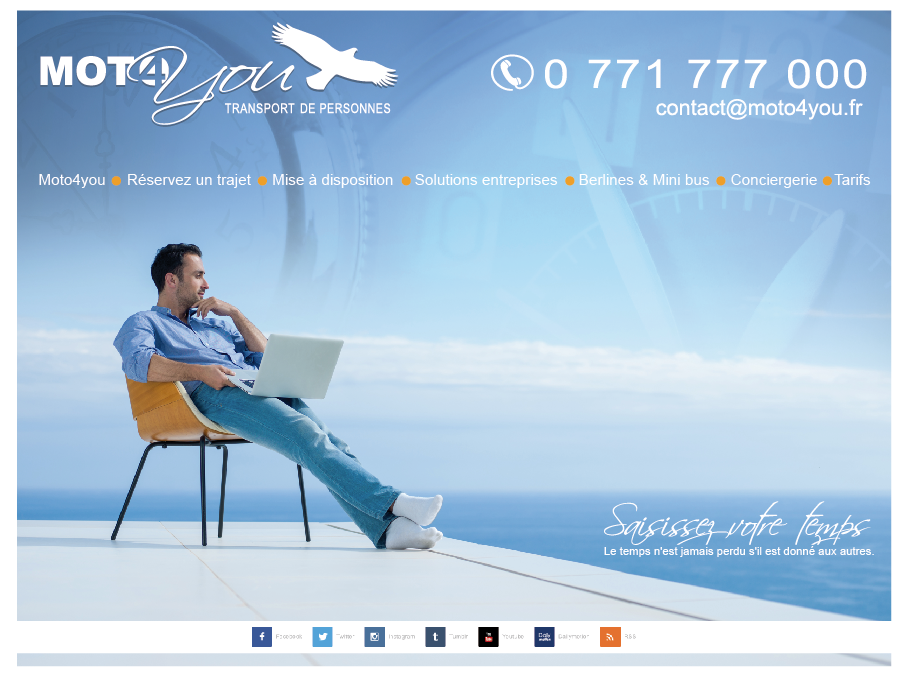 MOT4You
TRANSPORT DE PERSONNES
0 771 777 000
contact@moto4you.fr
Moto4you Réservez un trajet Mise à disposition Solutions entreprises Berlines & Mini bus Conciergerie Tarifs
Saisissez votre temps
Le temps n'est jamais perdu s'il est donné aux autres.
Facebook Twitter Instagram Tumblr Youtube Dailymotion RSS